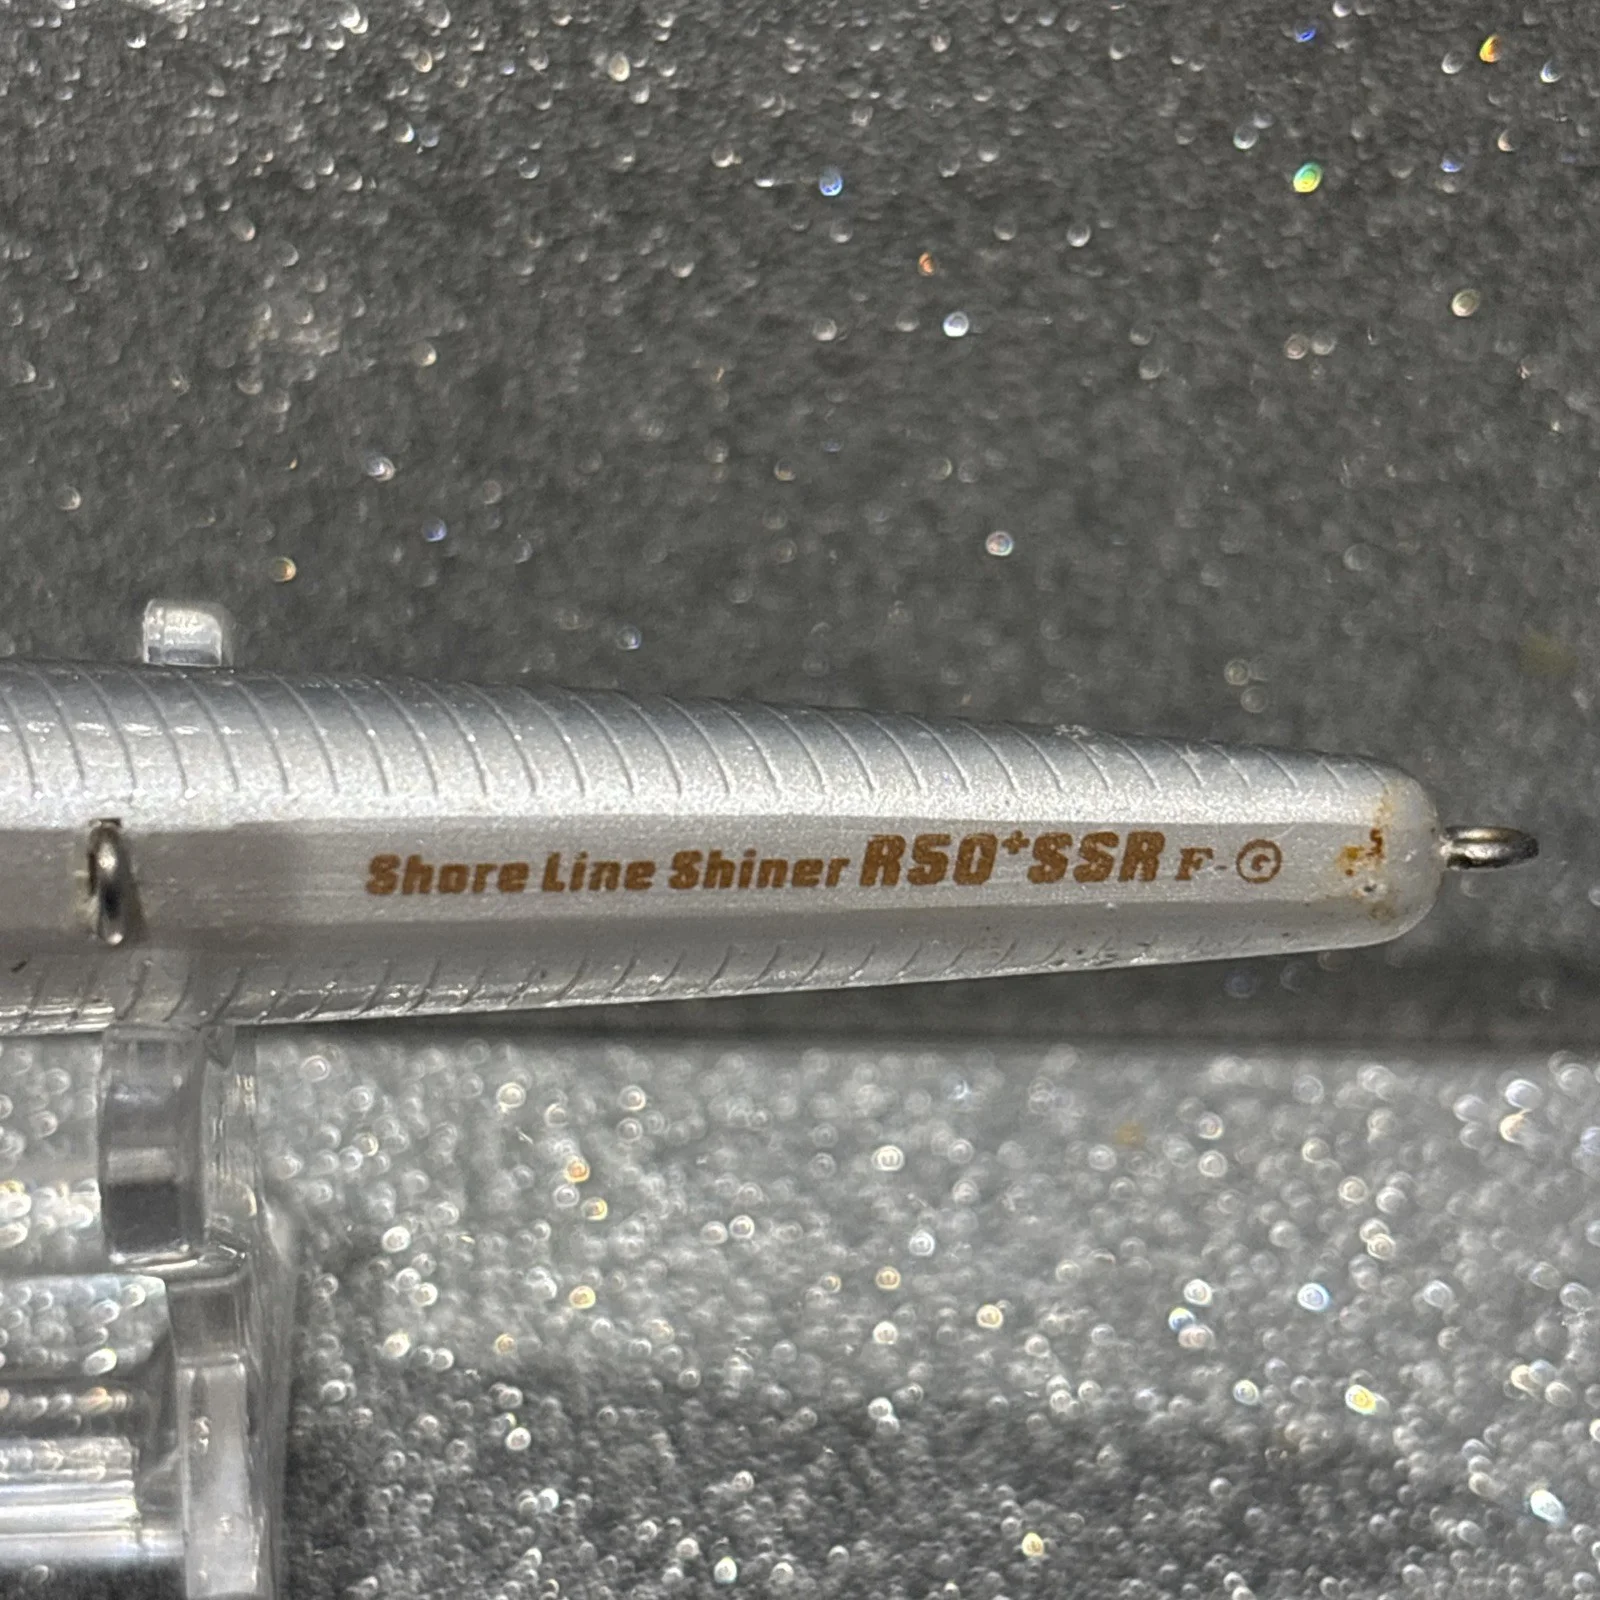 Shore Line Shiner R50+SSR F-G